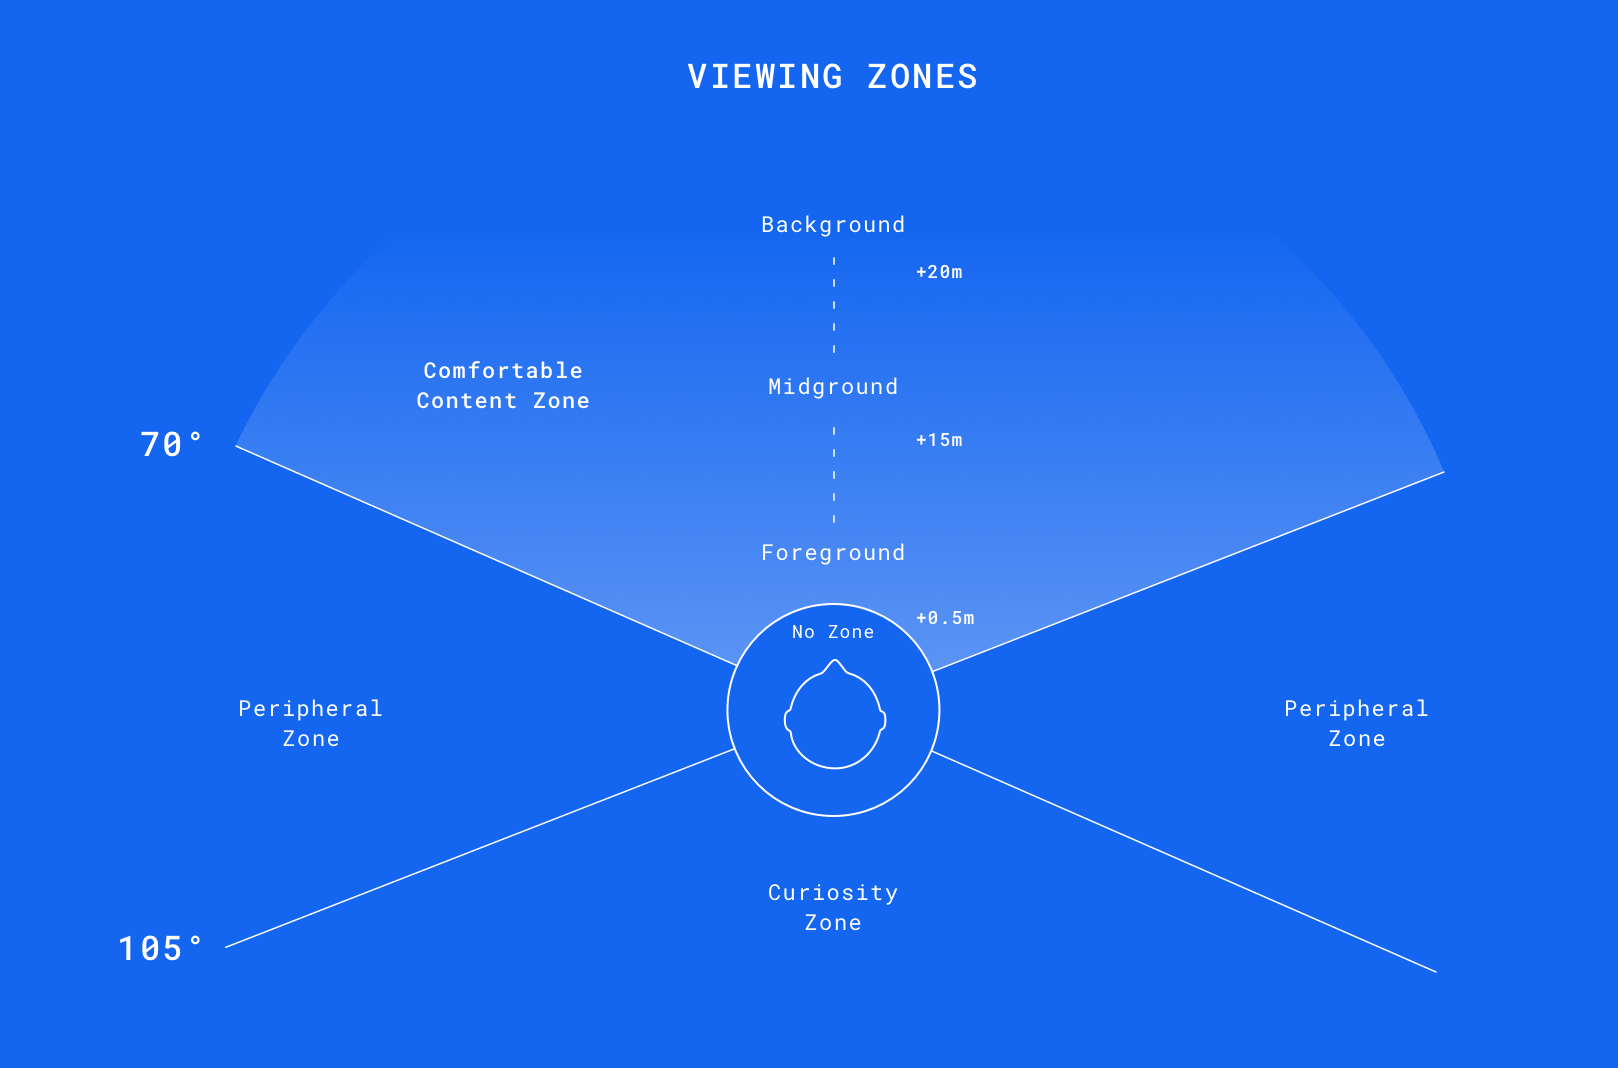 VIEWING ZONES
Background
+20m
Comfortable
Content Zone
Midground
70°
+15m
Foreground
+0.5m
No Zone
Peripheral
Zone
Peripheral
Zone
Curiosity
Zone
105°